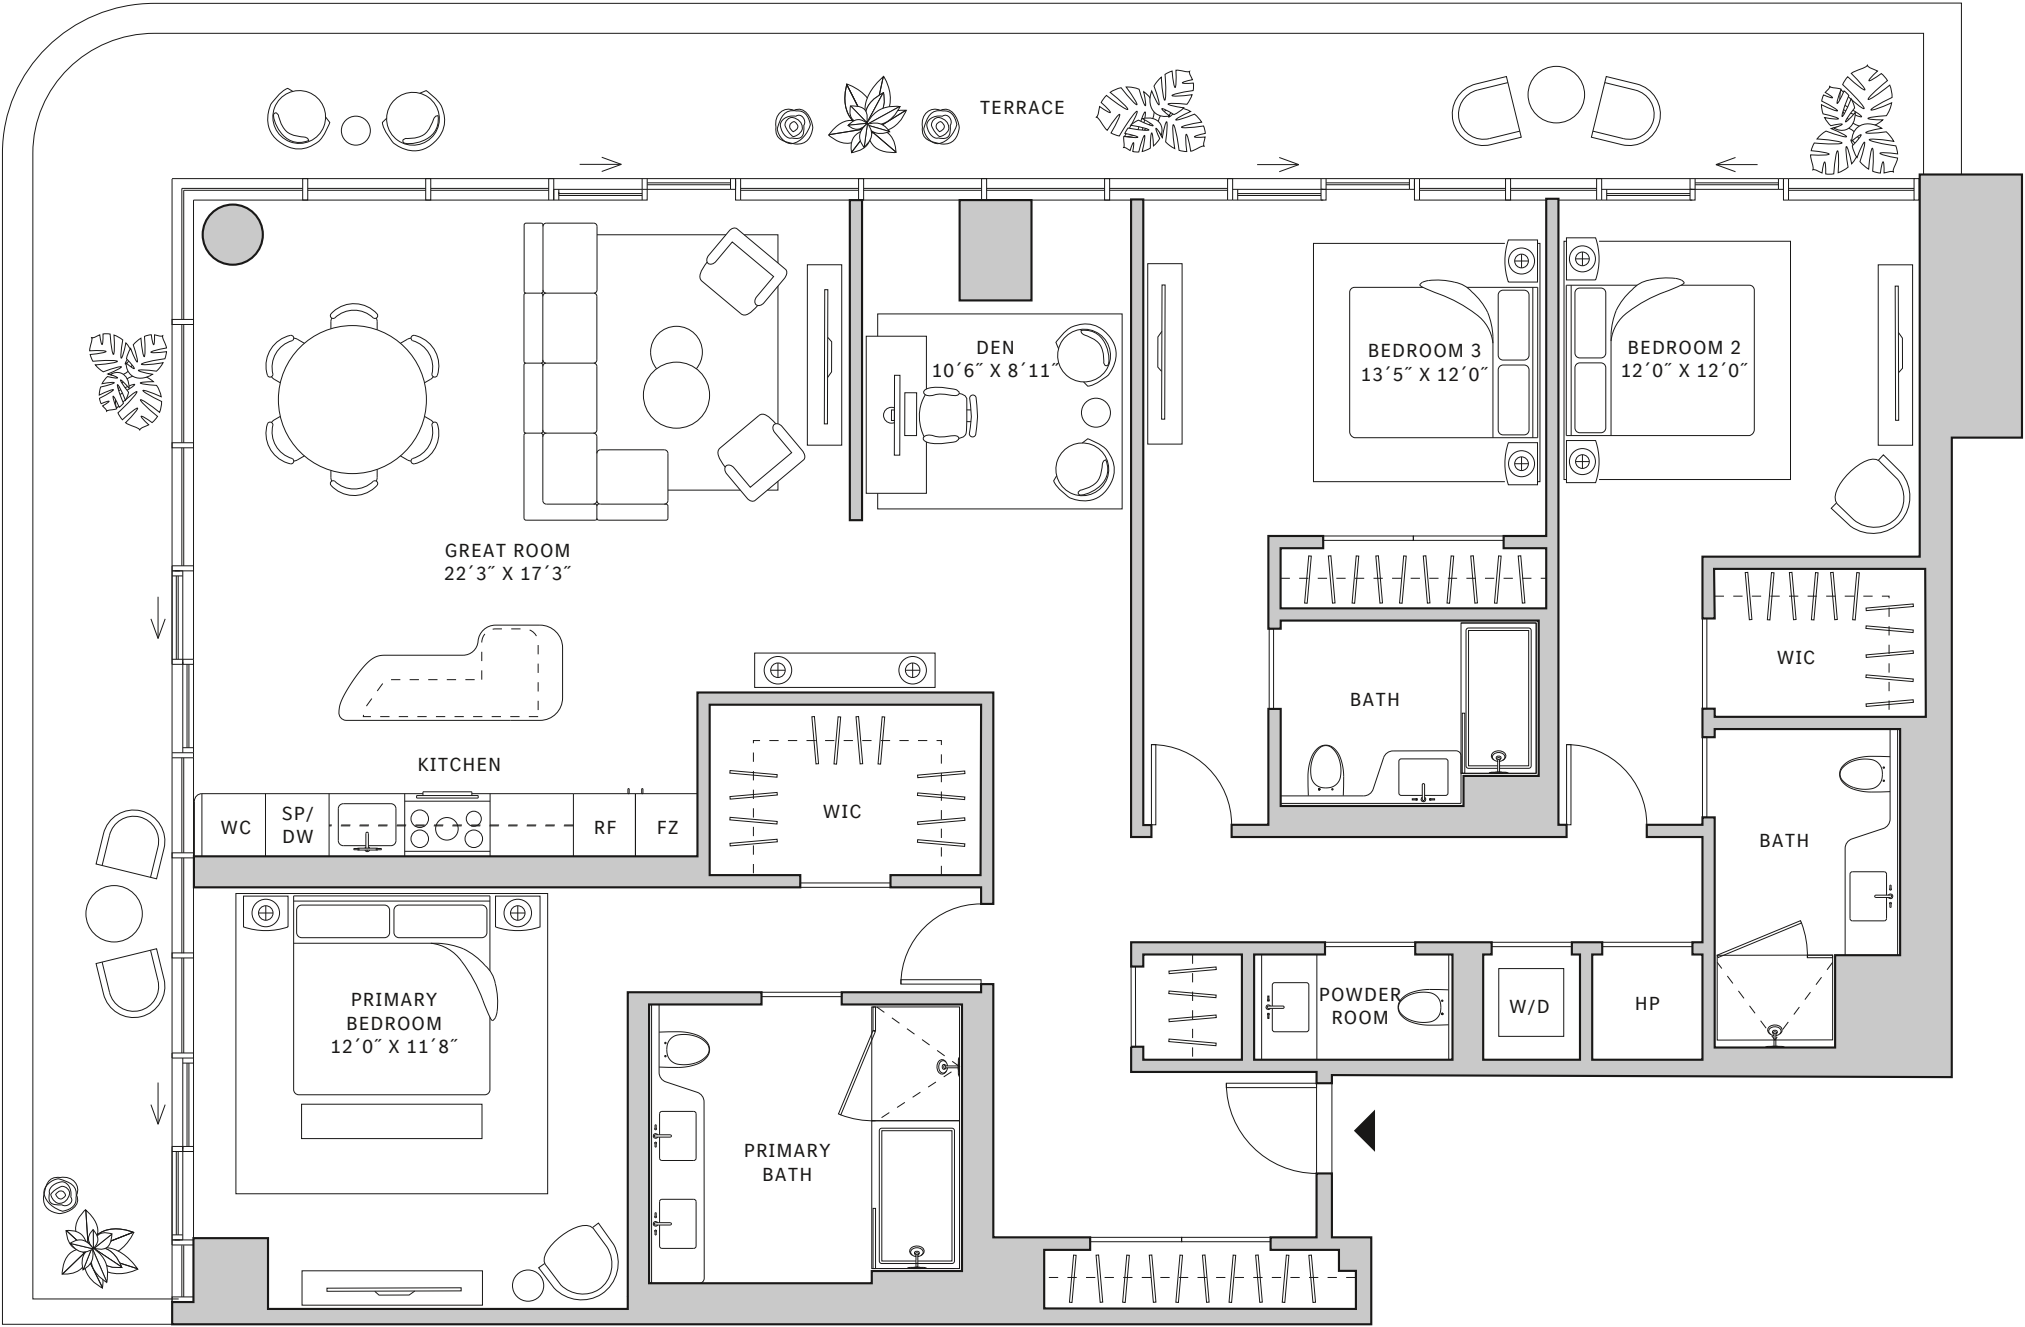 TERRACE
DEN
10´6˝ X 8´11˝
BEDROOM 3
13´5˝ X 12´0˝
BEDROOM 2
12´0˝ X 12´0˝
GREAT ROOM
22´3˝ X 17´3˝
WIC
BATH
KITCHEN
WC
SP/
DW
RF
FZ
WIC
BATH
PRIMARY
BEDROOM
12´0˝ X 11´8˝
POWDER
ROOM
W/D
HP
PRIMARY
BATH